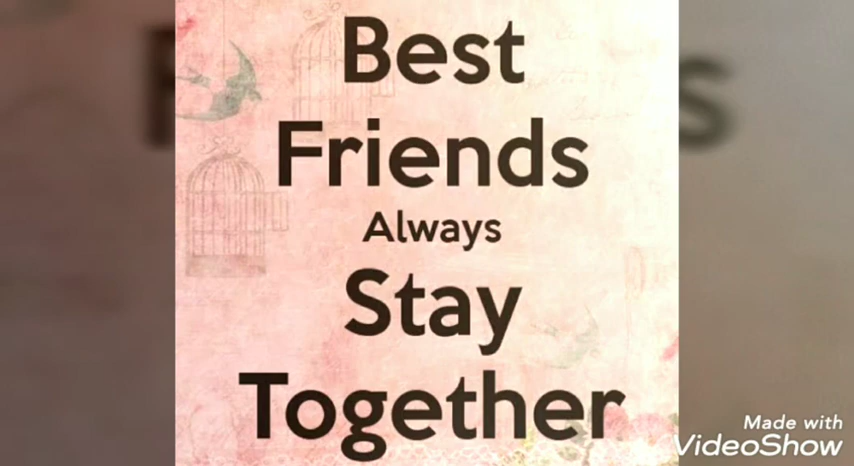 Best
Friends
Always
Stay
Together
Made with
VideoShow